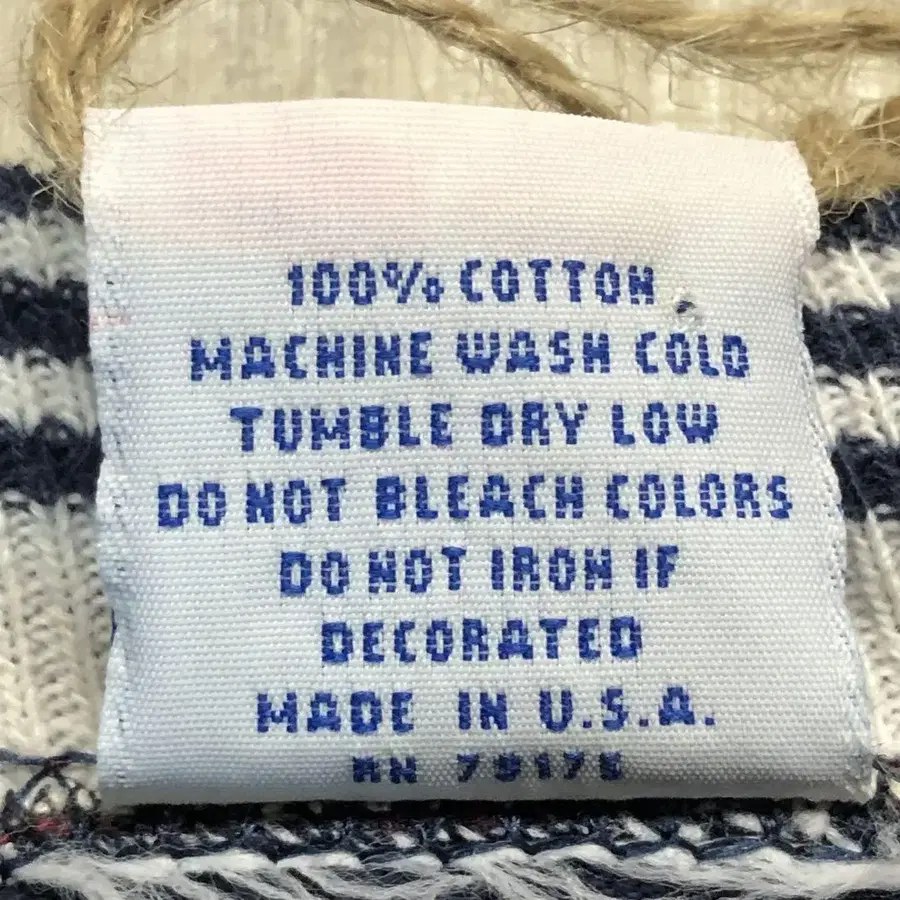 100% COTTON
MACHINE WASH COLD
TUMBLE DRY LOW
DO NOT BLEACH COLORS
DO NOT IRON IF
DECORATED
MADE IN U.S.A.
RN